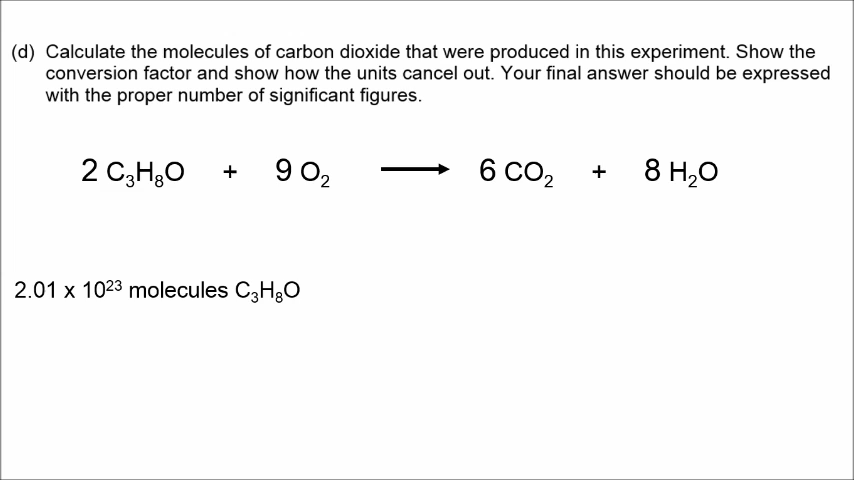 (d) Calculate the molecules of carbon dioxide that were produced in this experiment. Show the
conversion factor and show how the units cancel out. Your final answer should be expressed
with the proper number of significant figures.
2 C₃H₈O + 9 O₂ ⟶ 6 CO₂ + 8 H₂O
2.01 x 10²³ molecules C₃H₈O